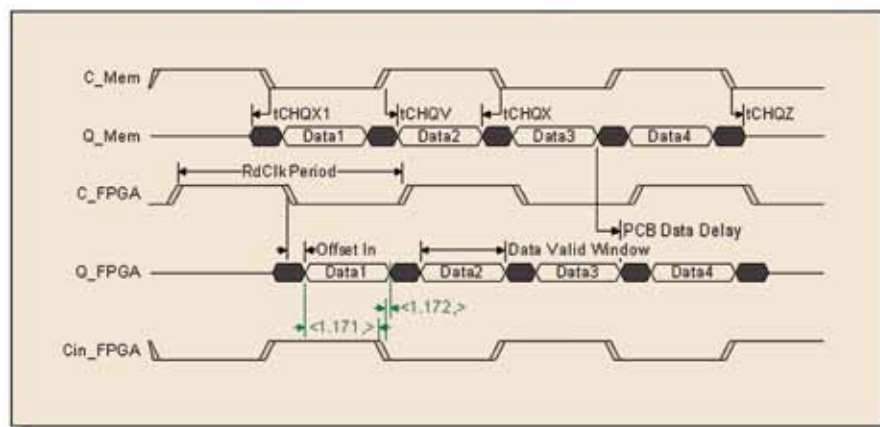 C_Mem
tCHQX1 tCHQV tCHQX tCHQZ
Q_Mem Data1 Data2 Data3 Data4
RdClk Period
C_FPGA
PCB Data Delay
Offset In Data Valid Window
Q_FPGA Data1 Data2 Data3 Data4
<1.172,>
<1.171,>
Cin_FPGA